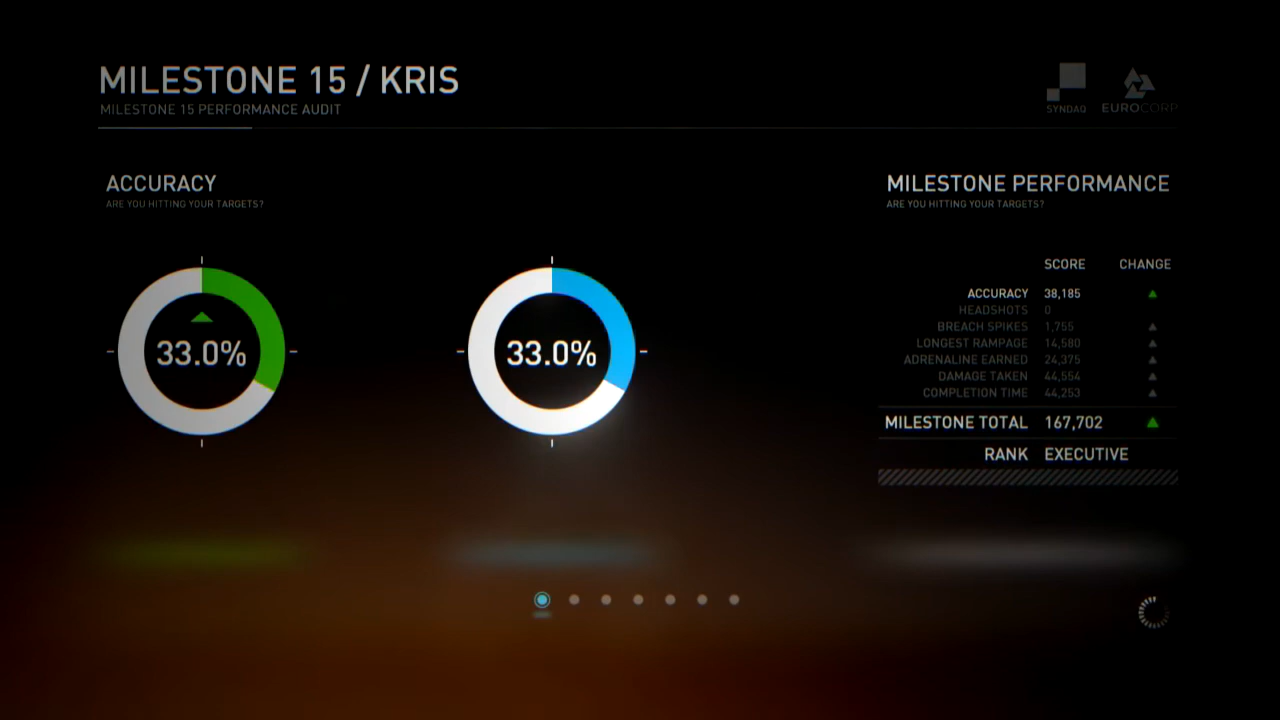 MILESTONE 15 / KRIS
MILESTONE 15 PERFORMANCE AUDIT
SYNDAQ
EUROCORP
ACCURACY
ARE YOU HITTING YOUR TARGETS?
33.0%
33.0%
MILESTONE PERFORMANCE
ARE YOU HITTING YOUR TARGETS?
SCORE CHANGE
ACCURACY 38,185
HEADSHOTS 0
BREACH SPIKES 1,755
LONGEST RAMPAGE 14,580
ADRENALINE EARNED 24,375
DAMAGE TAKEN 44,554
COMPLETION TIME 44,253
MILESTONE TOTAL 167,702
RANK EXECUTIVE